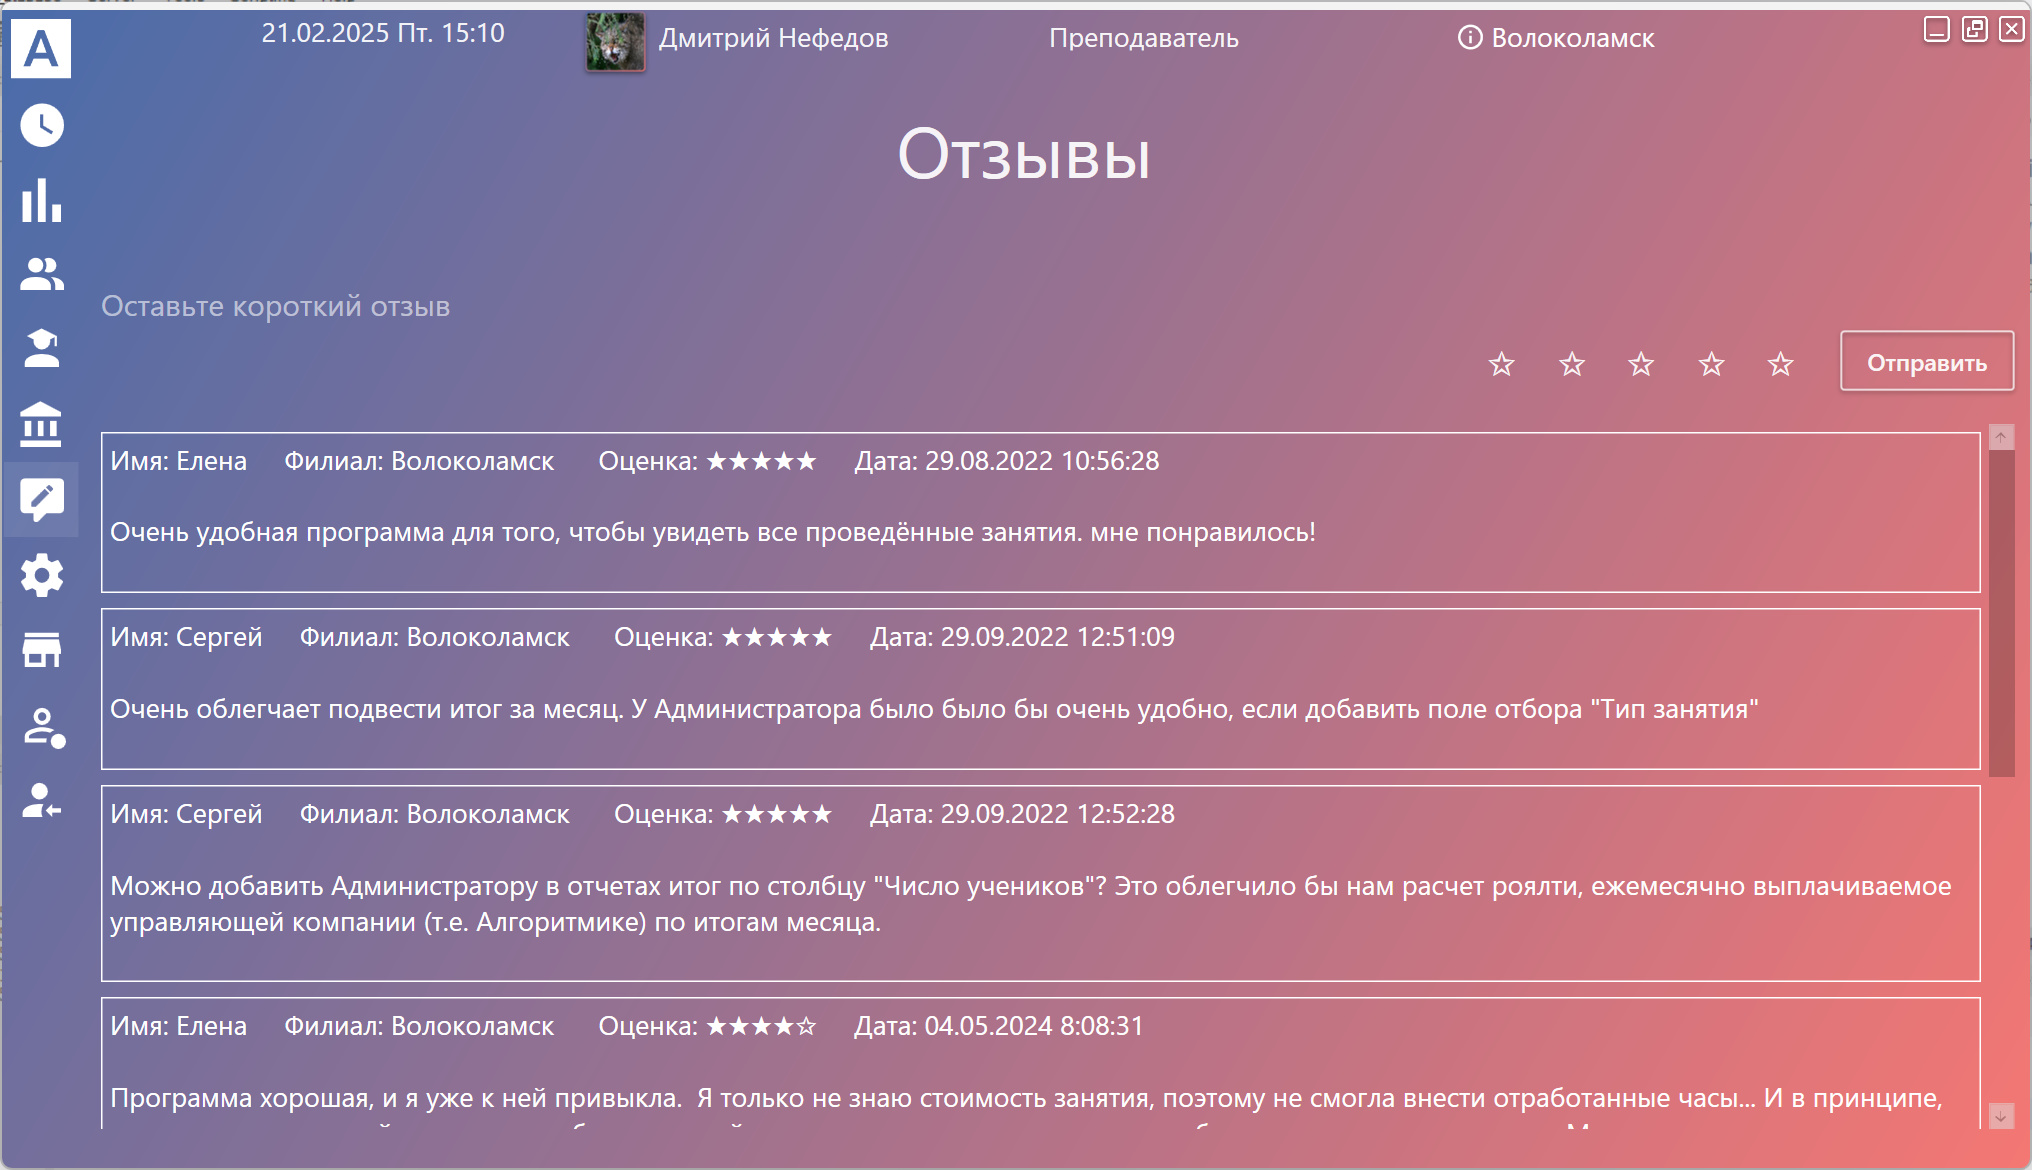 21.02.2025 Пт. 15:10
Дмитрий Нефедов
Преподаватель
Волоколамск
A
Отзывы
Оставьте короткий отзыв
☆ ☆ ☆ ☆ ☆
Отправить
Имя: Елена Филиал: Волоколамск Оценка: ★★★★★ Дата: 29.08.2022 10:56:28
Очень удобная программа для того, чтобы увидеть все проведённые занятия. мне понравилось!
Имя: Сергей Филиал: Волоколамск Оценка: ★★★★★ Дата: 29.09.2022 12:51:09
Очень облегчает подвести итог за месяц. У Администратора было было бы очень удобно, если добавить поле отбора "Тип занятия"
Имя: Сергей Филиал: Волоколамск Оценка: ★★★★★ Дата: 29.09.2022 12:52:28
Можно добавить Администратору в отчетах итог по столбцу "Число учеников"? Это облегчило бы нам расчет роялти, ежемесячно выплачиваемое
управляющей компании (т.е. Алгоритмике) по итогам месяца.
Имя: Елена Филиал: Волоколамск Оценка: ★★★★☆ Дата: 04.05.2024 8:08:31
Программа хорошая, и я уже к ней привыкла. Я только не знаю стоимость занятия, поэтому не смогла внести отработанные часы... И в принципе,